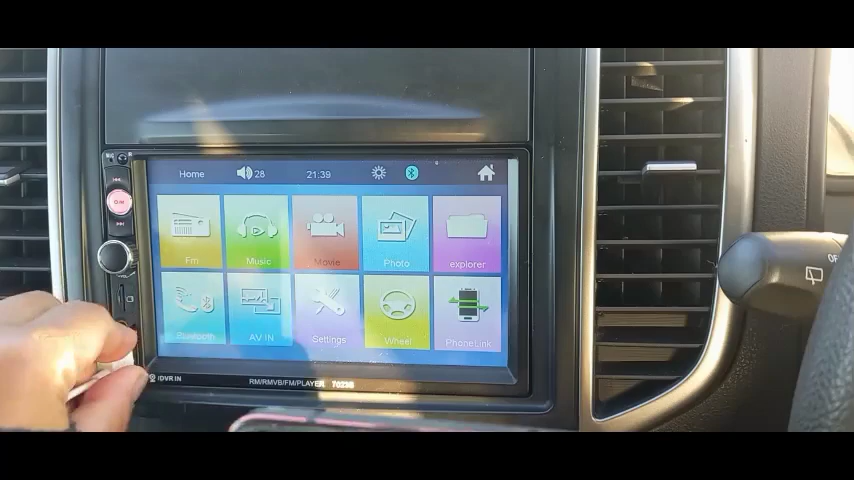 Home 28 21:39
Fm Music Movie Photo explorer
Bluetooth AV IN Settings Wheel PhoneLink
/DVR IN RM/RMVB/FM/PLAYER 7023B